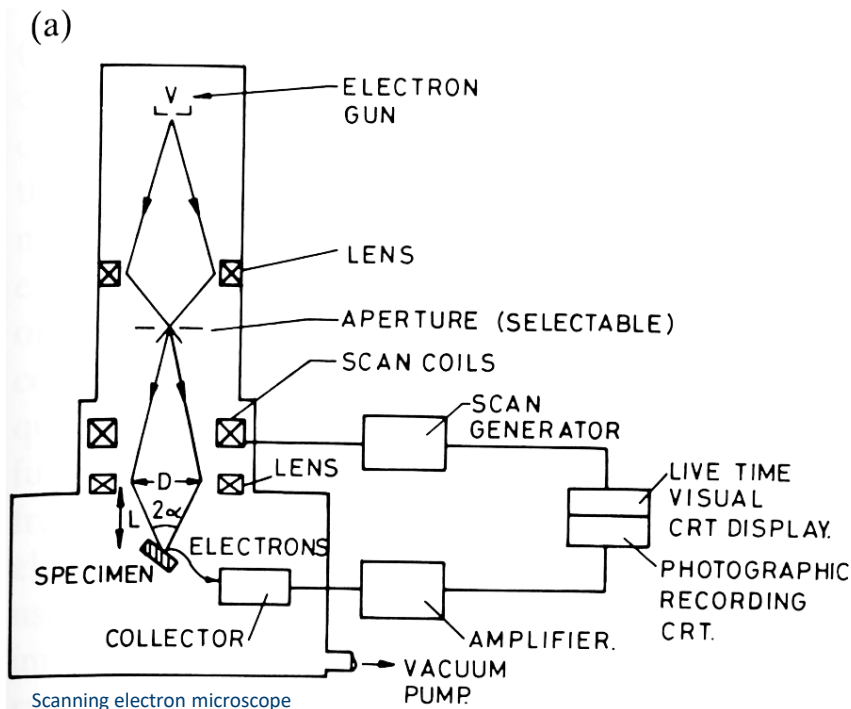 (a)
V
ELECTRON
GUN
LENS
APERTURE (SELECTABLE)
SCAN COILS
SCAN
GENERATOR
D
LENS
LIVE TIME
VISUAL
CRT DISPLAY.
L
2α
ELECTRONS
SPECIMEN
PHOTOGRAPHIC
RECORDING
CRT.
COLLECTOR
AMPLIFIER.
VACUUM
PUMP.
Scanning electron microscope